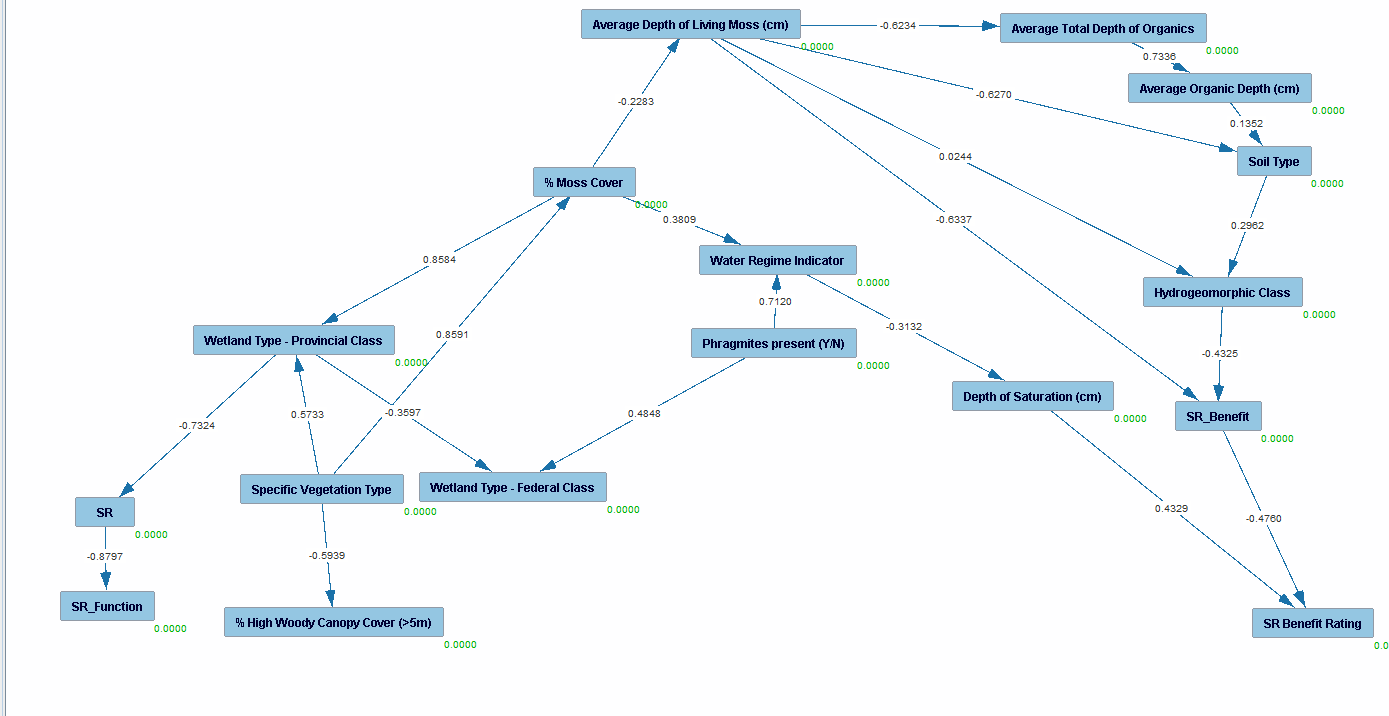 Average Depth of Living Moss (cm)
0.0000
-0.6234
Average Total Depth of Organics
0.0000
0.7336
Average Organic Depth (cm)
0.0000
-0.6270
0.1352
-0.2283
0.0244
Soil Type
0.0000
% Moss Cover
0.0000
0.3809
-0.6337
0.2962
0.8584
Water Regime Indicator
0.0000
Hydrogeomorphic Class
0.0000
0.7120
-0.3132
0.8591
Wetland Type - Provincial Class
0.0000
Phragmites present (Y/N)
0.0000
-0.4325
Depth of Saturation (cm)
0.0000
SR_Benefit
0.0000
-0.7324
0.5733
-0.3597
0.4848
Specific Vegetation Type
0.0000
Wetland Type - Federal Class
0.0000
SR
0.0000
0.4329
-0.4760
-0.8797
-0.5939
SR_Function
0.0000
% High Woody Canopy Cover (>5m)
0.0000
SR Benefit Rating
0.0